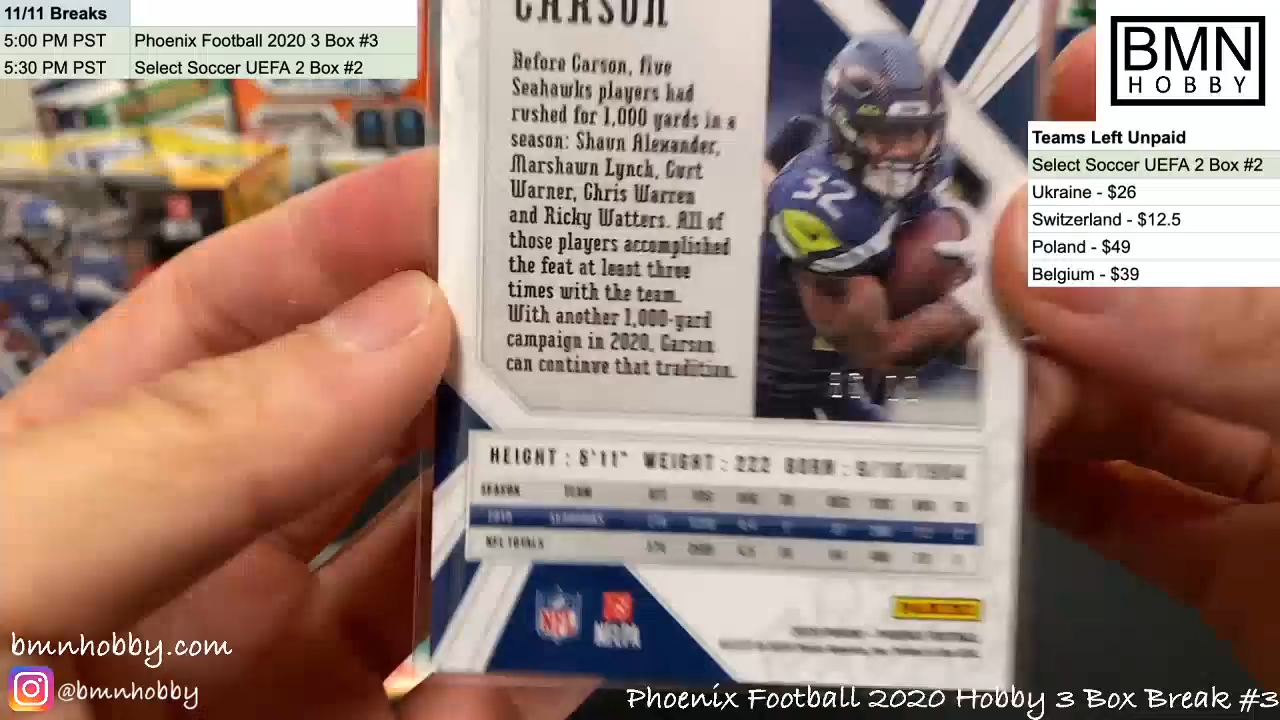 11/11 Breaks
5:00 PM PST Phoenix Football 2020 3 Box #3
5:30 PM PST Select Soccer UEFA 2 Box #2
BMN
HOBBY
Teams Left Unpaid
Select Soccer UEFA 2 Box #2
Ukraine - $26
Switzerland - $12.5
Poland - $49
Belgium - $39
CARSON
Before Carson, five
Seahawks players had
rushed for 1,000 yards in a
season: Shaun Alexander,
Marshawn Lynch, Curt
Warner, Chris Warren
and Ricky Watters. All of
those players accomplished
the feat at least three
times with the team.
With another 1,000-yard
campaign in 2020, Carson
can continue that tradition.
32
HEIGHT: 5'11" WEIGHT: 222 BORN:
SEASON TEAM
SEAHAWKS
NFL TOTALS
NFL
NFLPA
PANINI
bmnhobby.com
@bmnhobby
Phoenix Football 2020 Hobby 3 Box Break #3